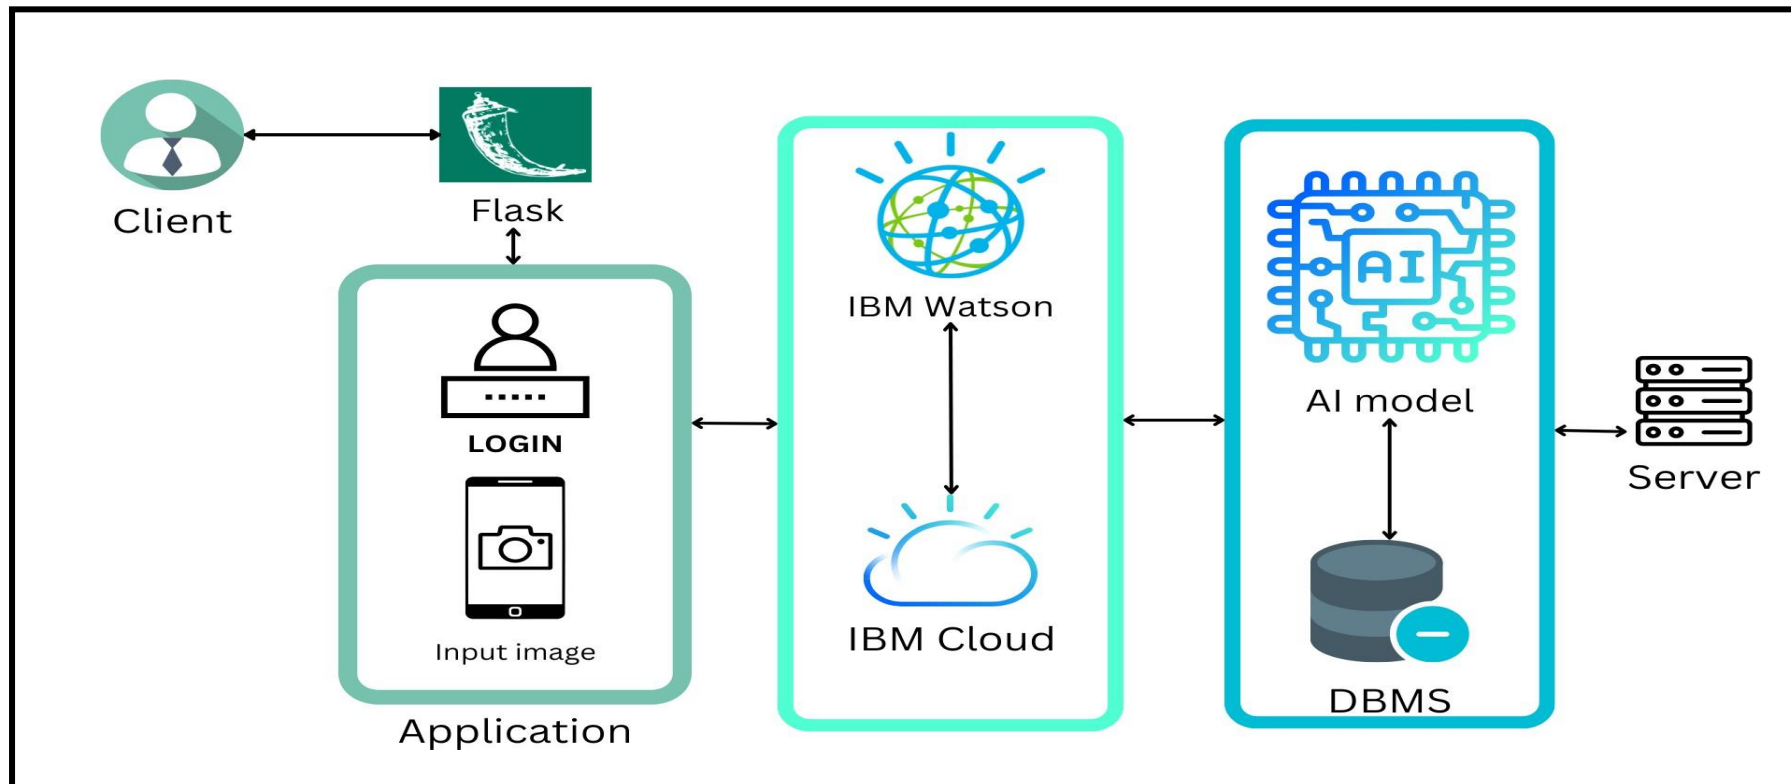 Client
Flask
LOGIN
Input image
Application
IBM Watson
IBM Cloud
AI
AI model
DBMS
Server